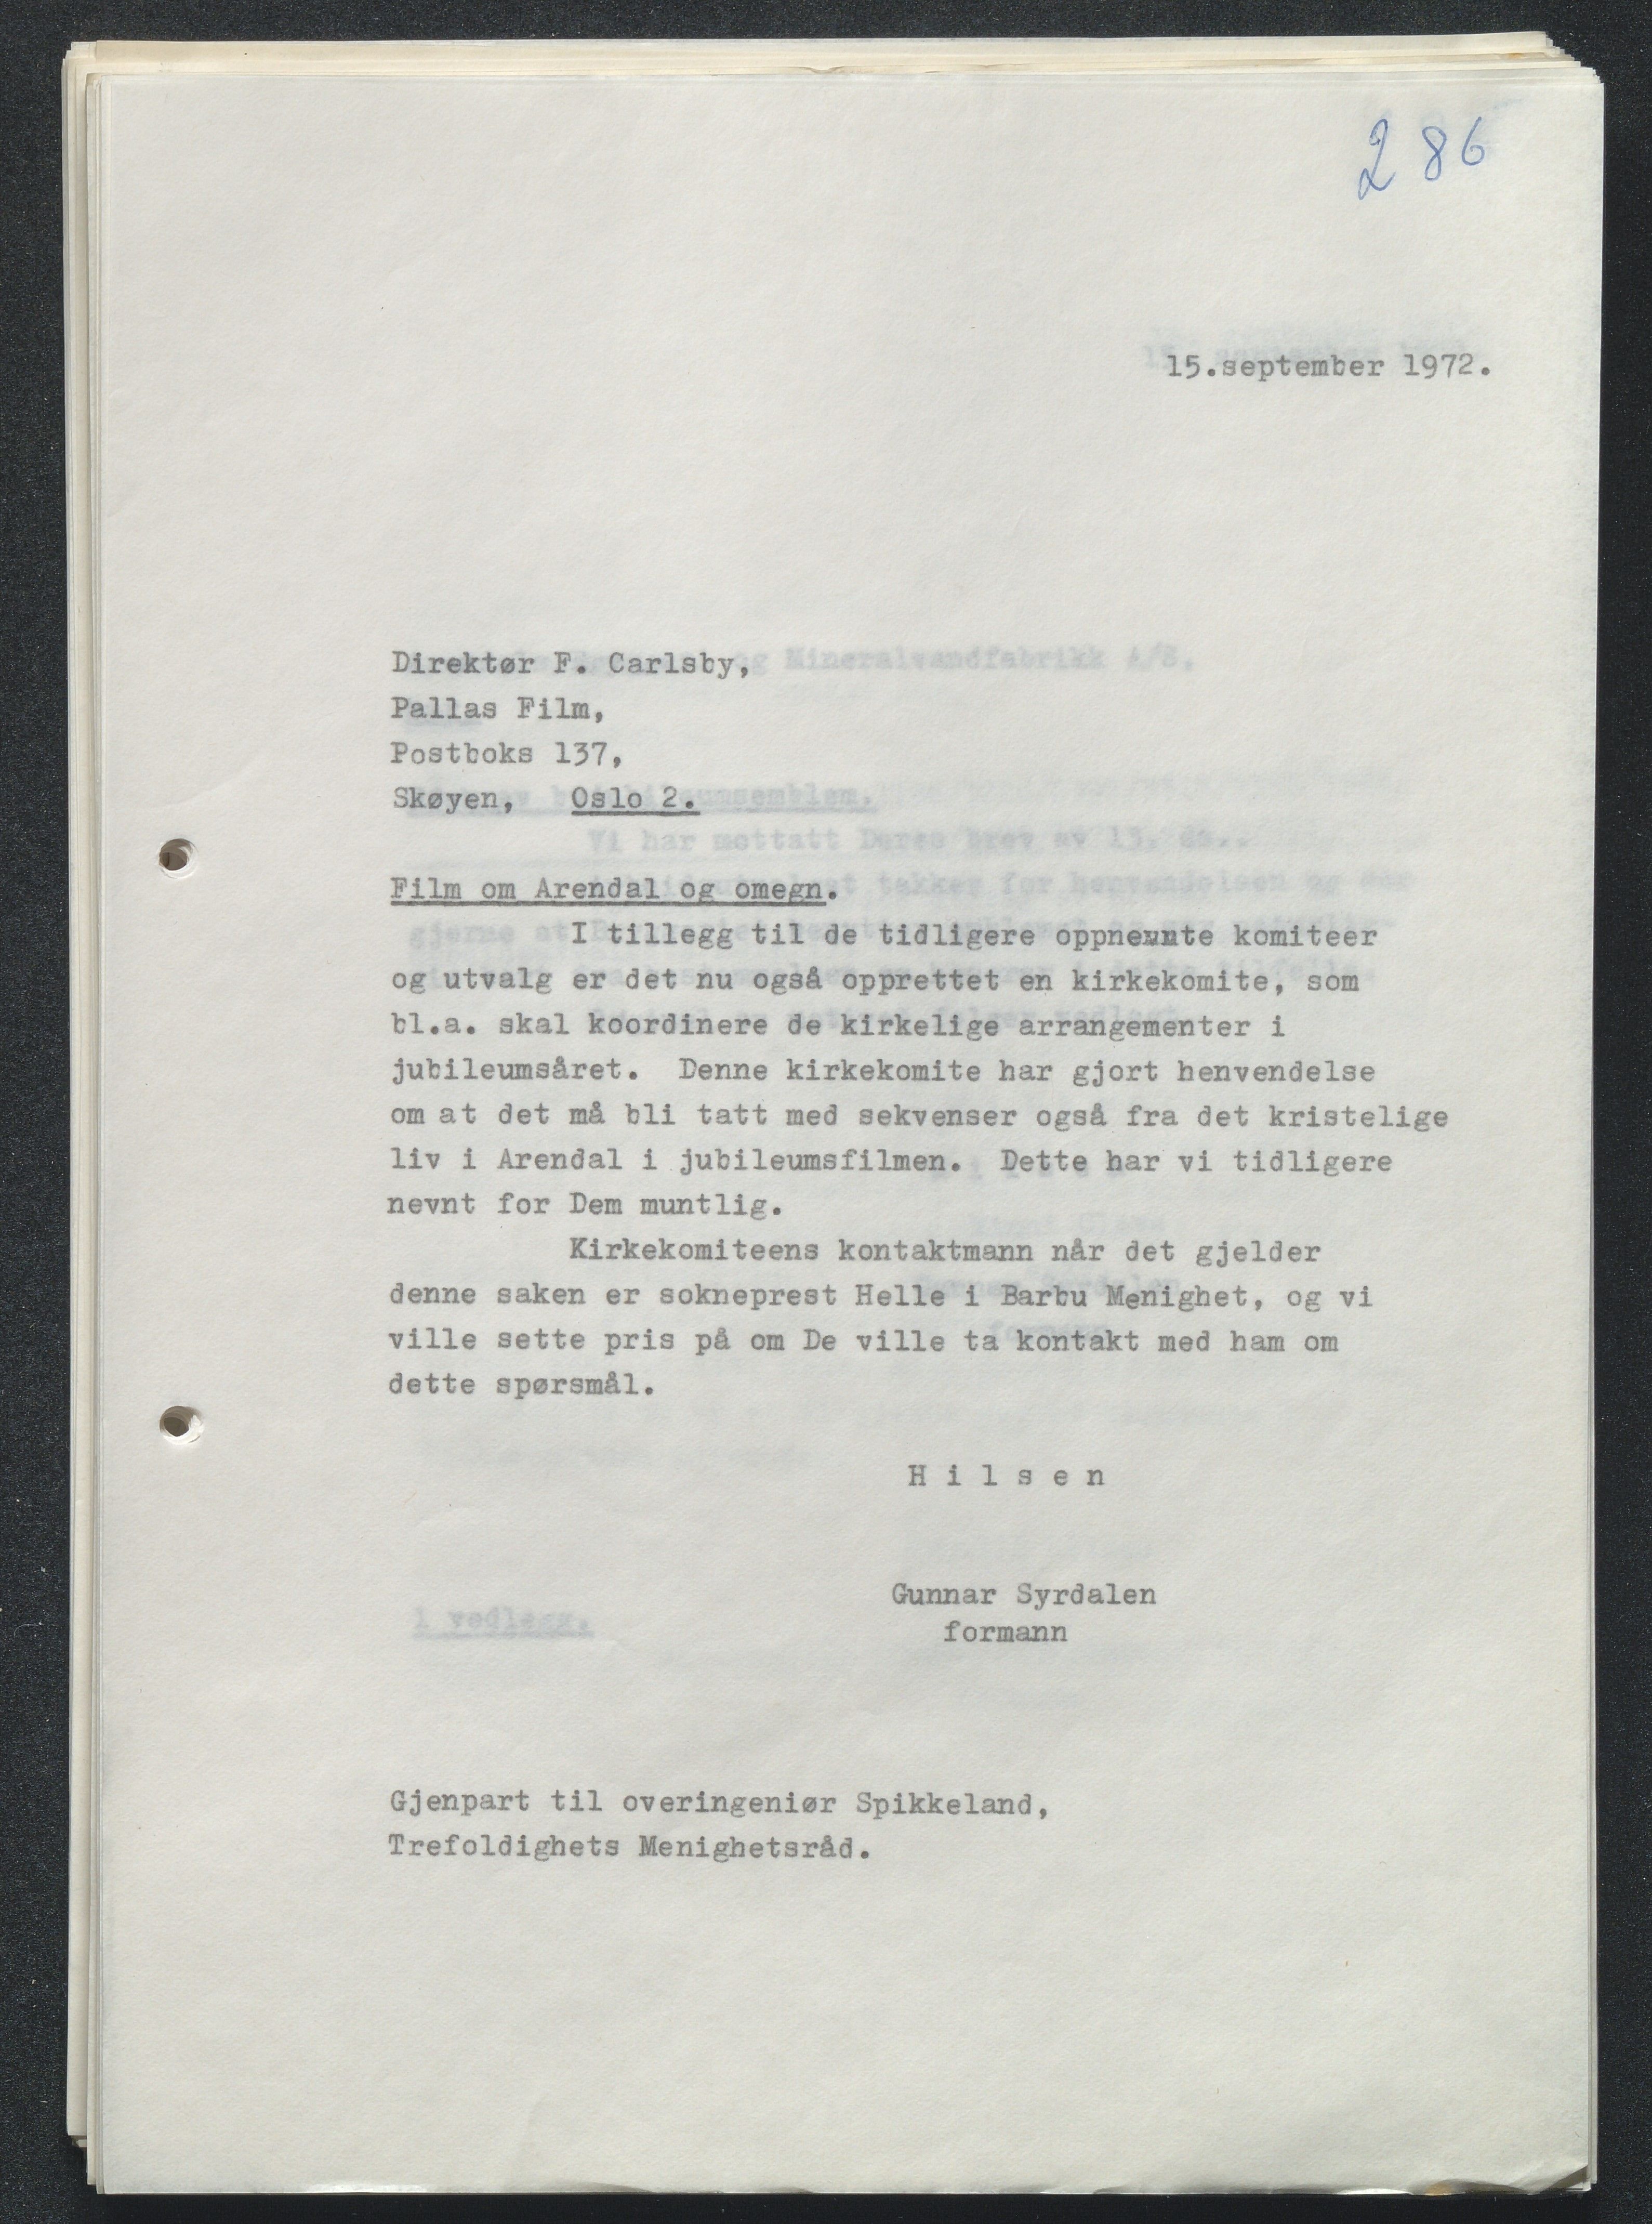 286
15.september 1972.
Direktør F. Carlsby,
Pallas Film,
Postboks 137,
Skøyen, Oslo 2.
Film om Arendal og omegn.
I tillegg til de tidligere oppnevnte komiteer
og utvalg er det nu også opprettet en kirkekomite, som
bl.a. skal koordinere de kirkelige arrangementer i
jubileumsåret. Denne kirkekomite har gjort henvendelse
om at det må bli tatt med sekvenser også fra det kristelige
liv i Arendal i jubileumsfilmen. Dette har vi tidligere
nevnt for Dem muntlig.
Kirkekomiteens kontaktmann når det gjelder
denne saken er sokneprest Helle i Barbu Menighet, og vi
ville sette pris på om De ville ta kontakt med ham om
dette spørsmål.
H i l s e n
Gunnar Syrdalen
formann
1 vedlegg.
Gjenpart til overingeniør Spikkeland,
Trefoldighets Menighetsråd.